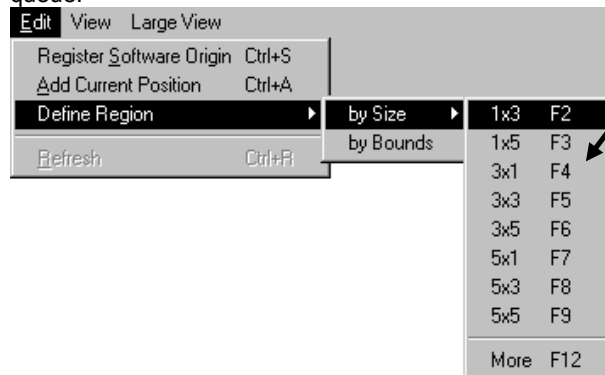 queue.
Edit View Large View
Register Software Origin Ctrl+S
Add Current Position Ctrl+A
Define Region by Size 1x3 F2
by Bounds 1x5 F3
Refresh Ctrl+R 3x1 F4
3x3 F5
3x5 F6
5x1 F7
5x3 F8
5x5 F9
More F12